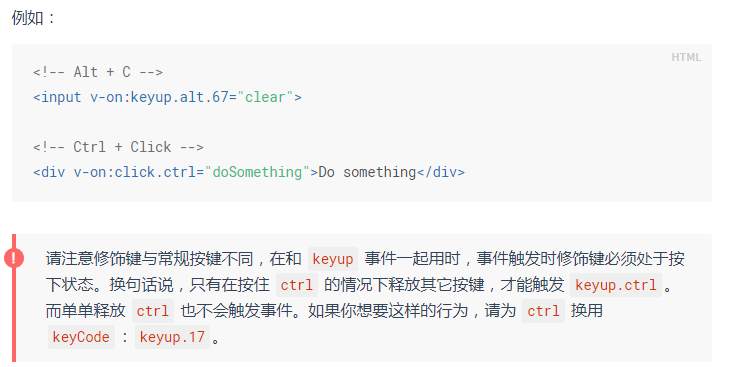 例如：
HTML
<!-- Alt + C -->
<input v-on:keyup.alt.67="clear">
<!-- Ctrl + Click -->
<div v-on:click.ctrl="doSomething">Do something</div>
!
请注意修饰键与常规按键不同，在和 keyup 事件一起用时，事件触发时修饰键必须处于按
下状态。换句话说，只有在按住 ctrl 的情况下释放其它按键，才能触发 keyup.ctrl。
而单单释放 ctrl 也不会触发事件。如果你想要这样的行为，请为 ctrl 换用
keyCode：keyup.17。